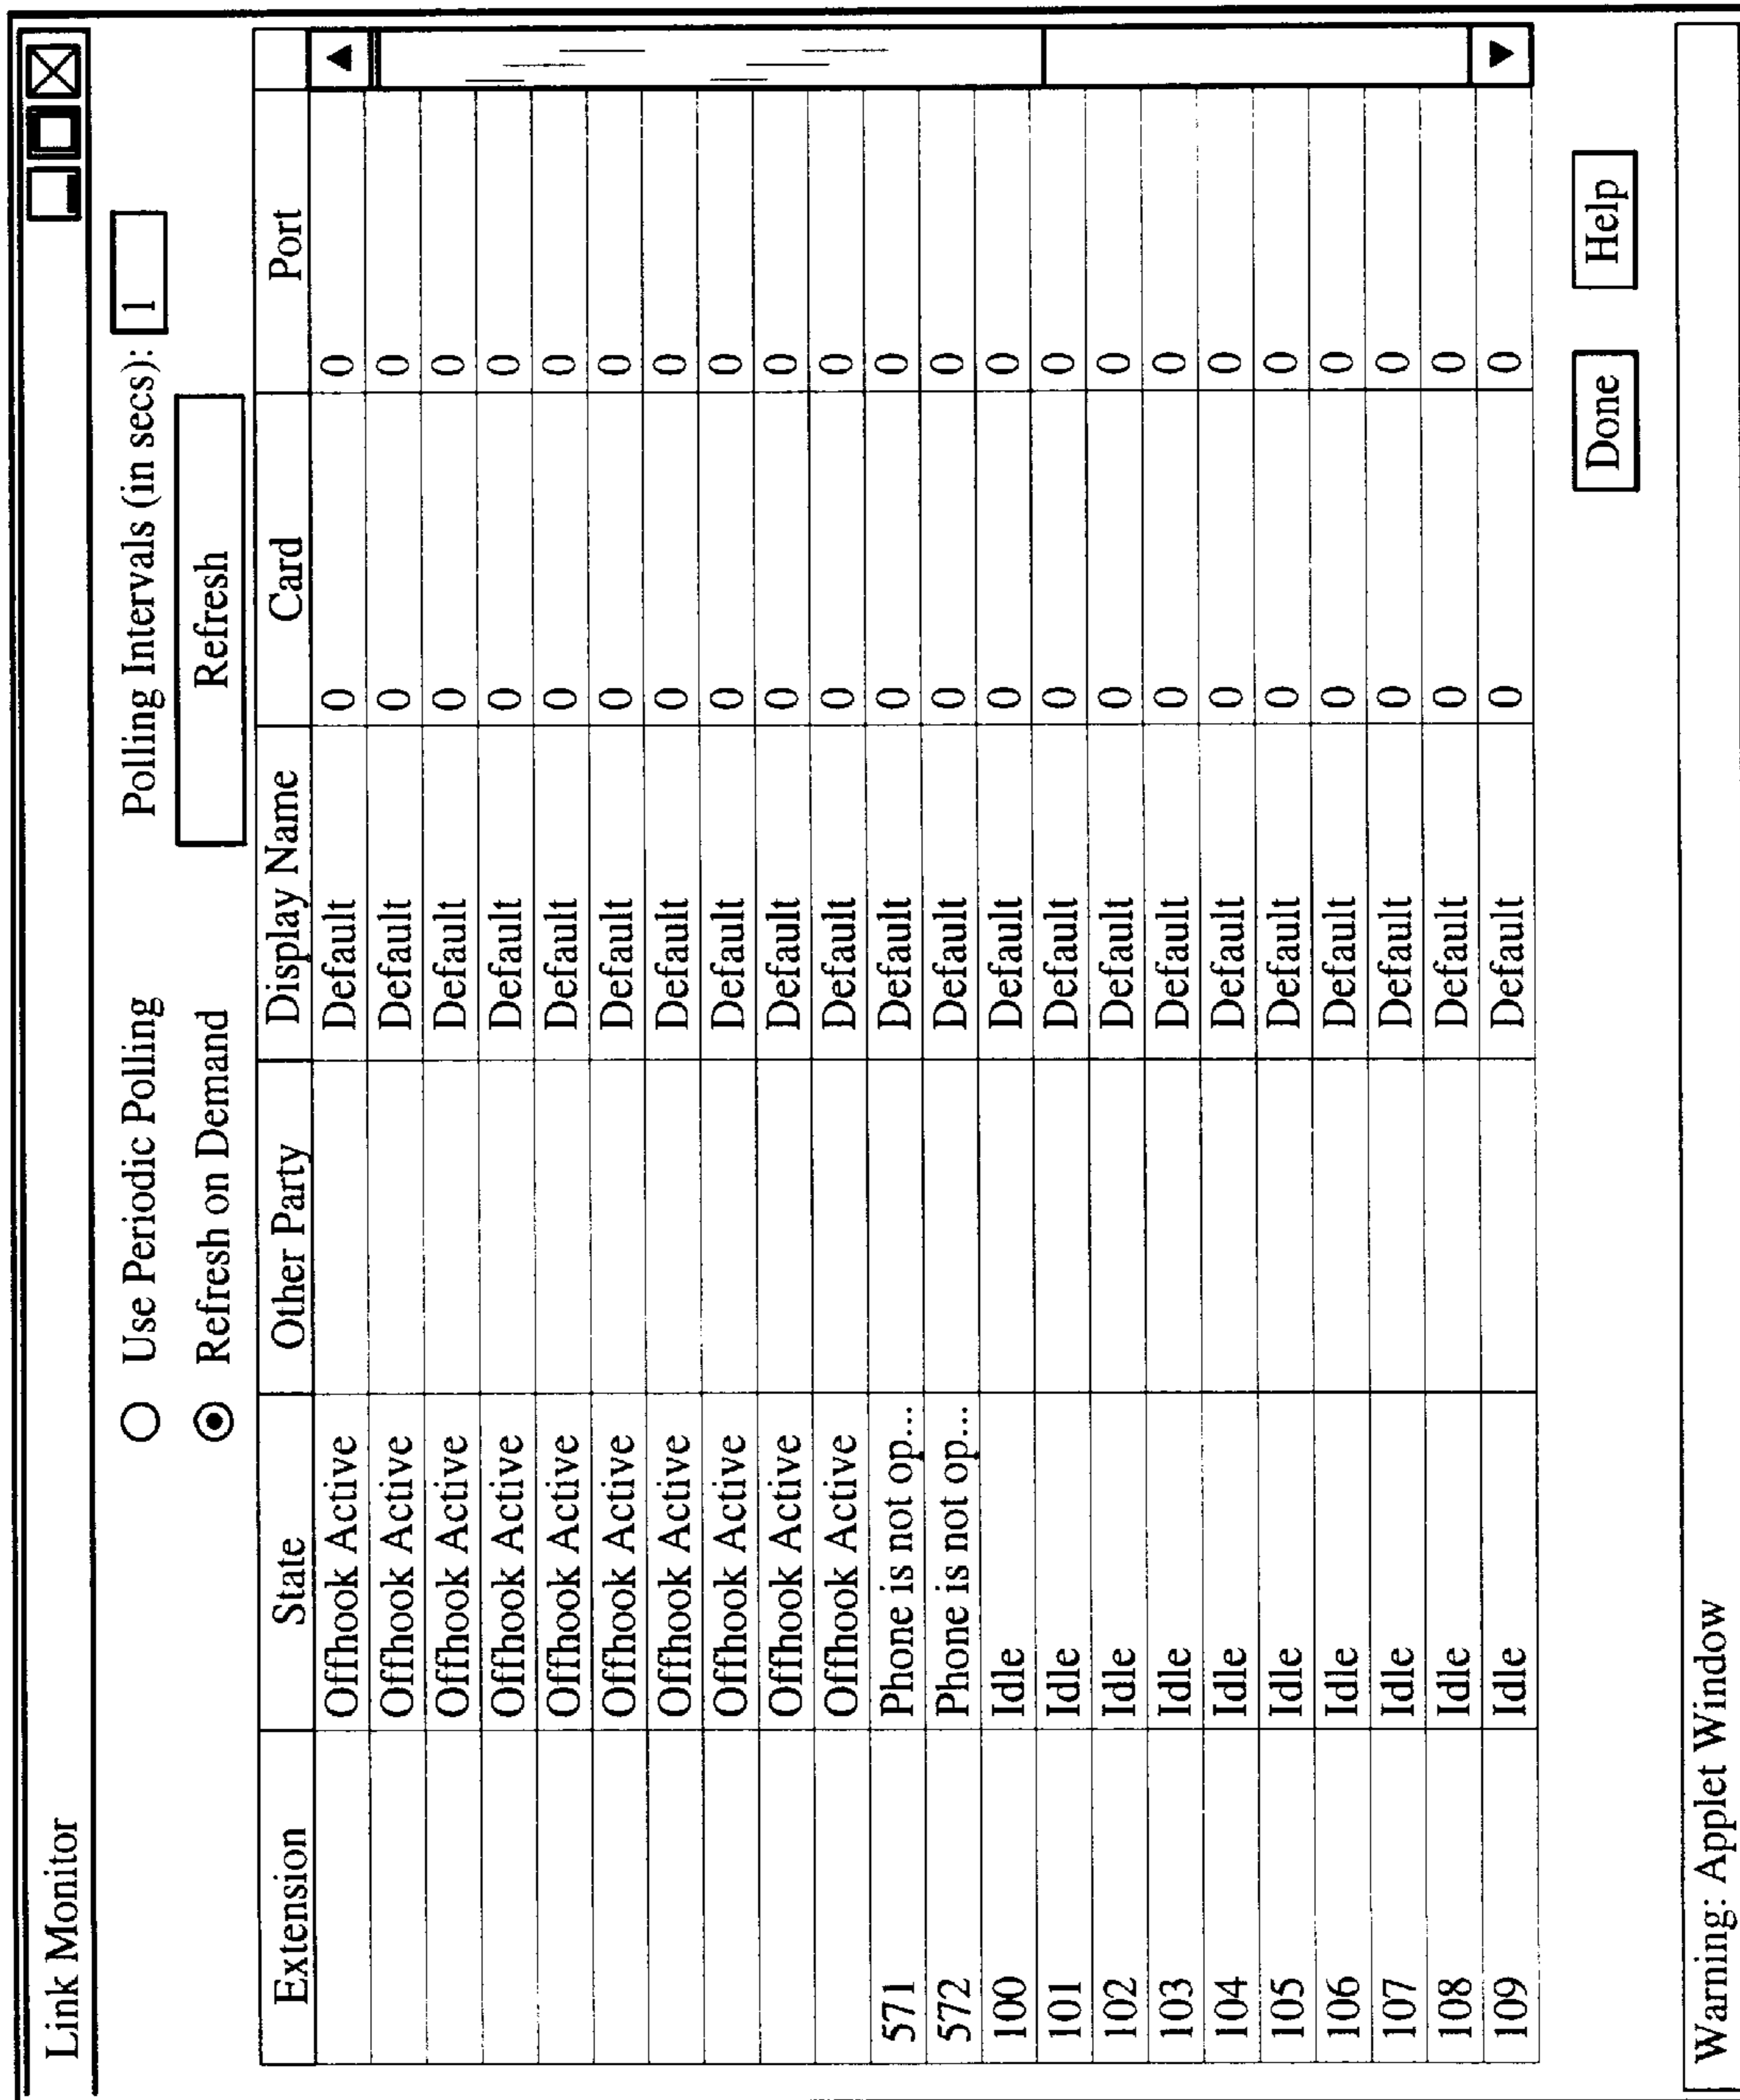 Link Monitor
Use Periodic Polling Polling Intervals (in secs): 1
Refresh on Demand Refresh
Extension State Other Party Display Name Card Port
Offhook Active Default 0 0
Offhook Active Default 0 0
Offhook Active Default 0 0
Offhook Active Default 0 0
Offhook Active Default 0 0
Offhook Active Default 0 0
Offhook Active Default 0 0
Offhook Active Default 0 0
Offhook Active Default 0 0
Offhook Active Default 0 0
571 Phone is not op... Default 0 0
572 Phone is not op... Default 0 0
100 Idle Default 0 0
101 Idle Default 0 0
102 Idle Default 0 0
103 Idle Default 0 0
104 Idle Default 0 0
105 Idle Default 0 0
106 Idle Default 0 0
107 Idle Default 0 0
108 Idle Default 0 0
109 Idle Default 0 0
Done Help
Warning: Applet Window